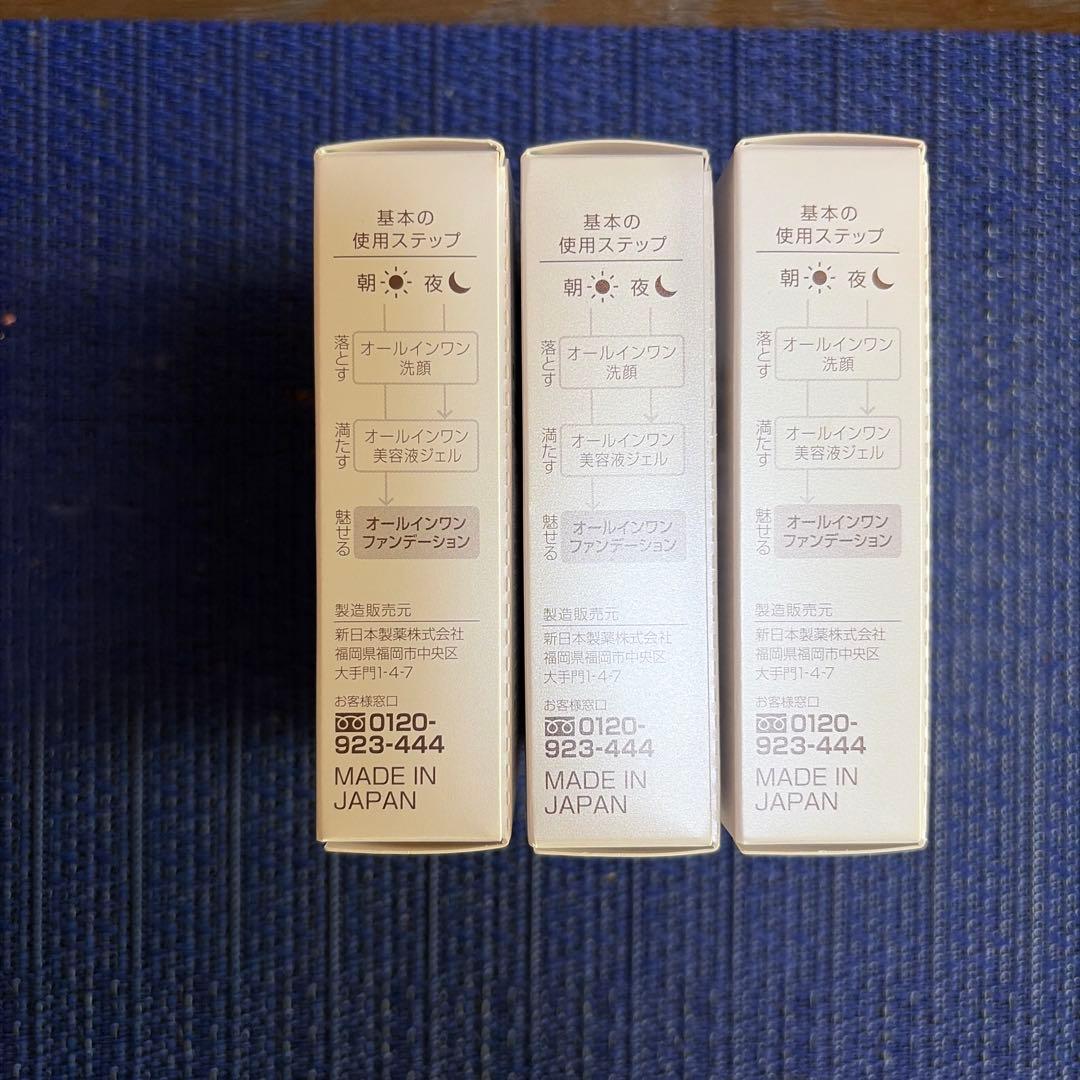 基本の
使用ステップ
朝 夜
落とす
オールインワン
洗顔
満たす
オールインワン
美容液ジェル
魅せる
オールインワン
ファンデーション
製造販売元
新日本製薬株式会社
福岡県福岡市中央区
大手門1-4-7
お客様窓口
0120-
923-444
MADE IN
JAPAN
基本の
使用ステップ
朝 夜
落とす
オールインワン
洗顔
満たす
オールインワン
美容液ジェル
魅せる
オールインワン
ファンデーション
製造販売元
新日本製薬株式会社
福岡県福岡市中央区
大手門1-4-7
お客様窓口
0120-
923-444
MADE IN
JAPAN
基本の
使用ステップ
朝 夜
落とす
オールインワン
洗顔
満たす
オールインワン
美容液ジェル
魅せる
オールインワン
ファンデーション
製造販売元
新日本製薬株式会社
福岡県福岡市中央区
大手門1-4-7
お客様窓口
0120-
923-444
MADE IN
JAPAN